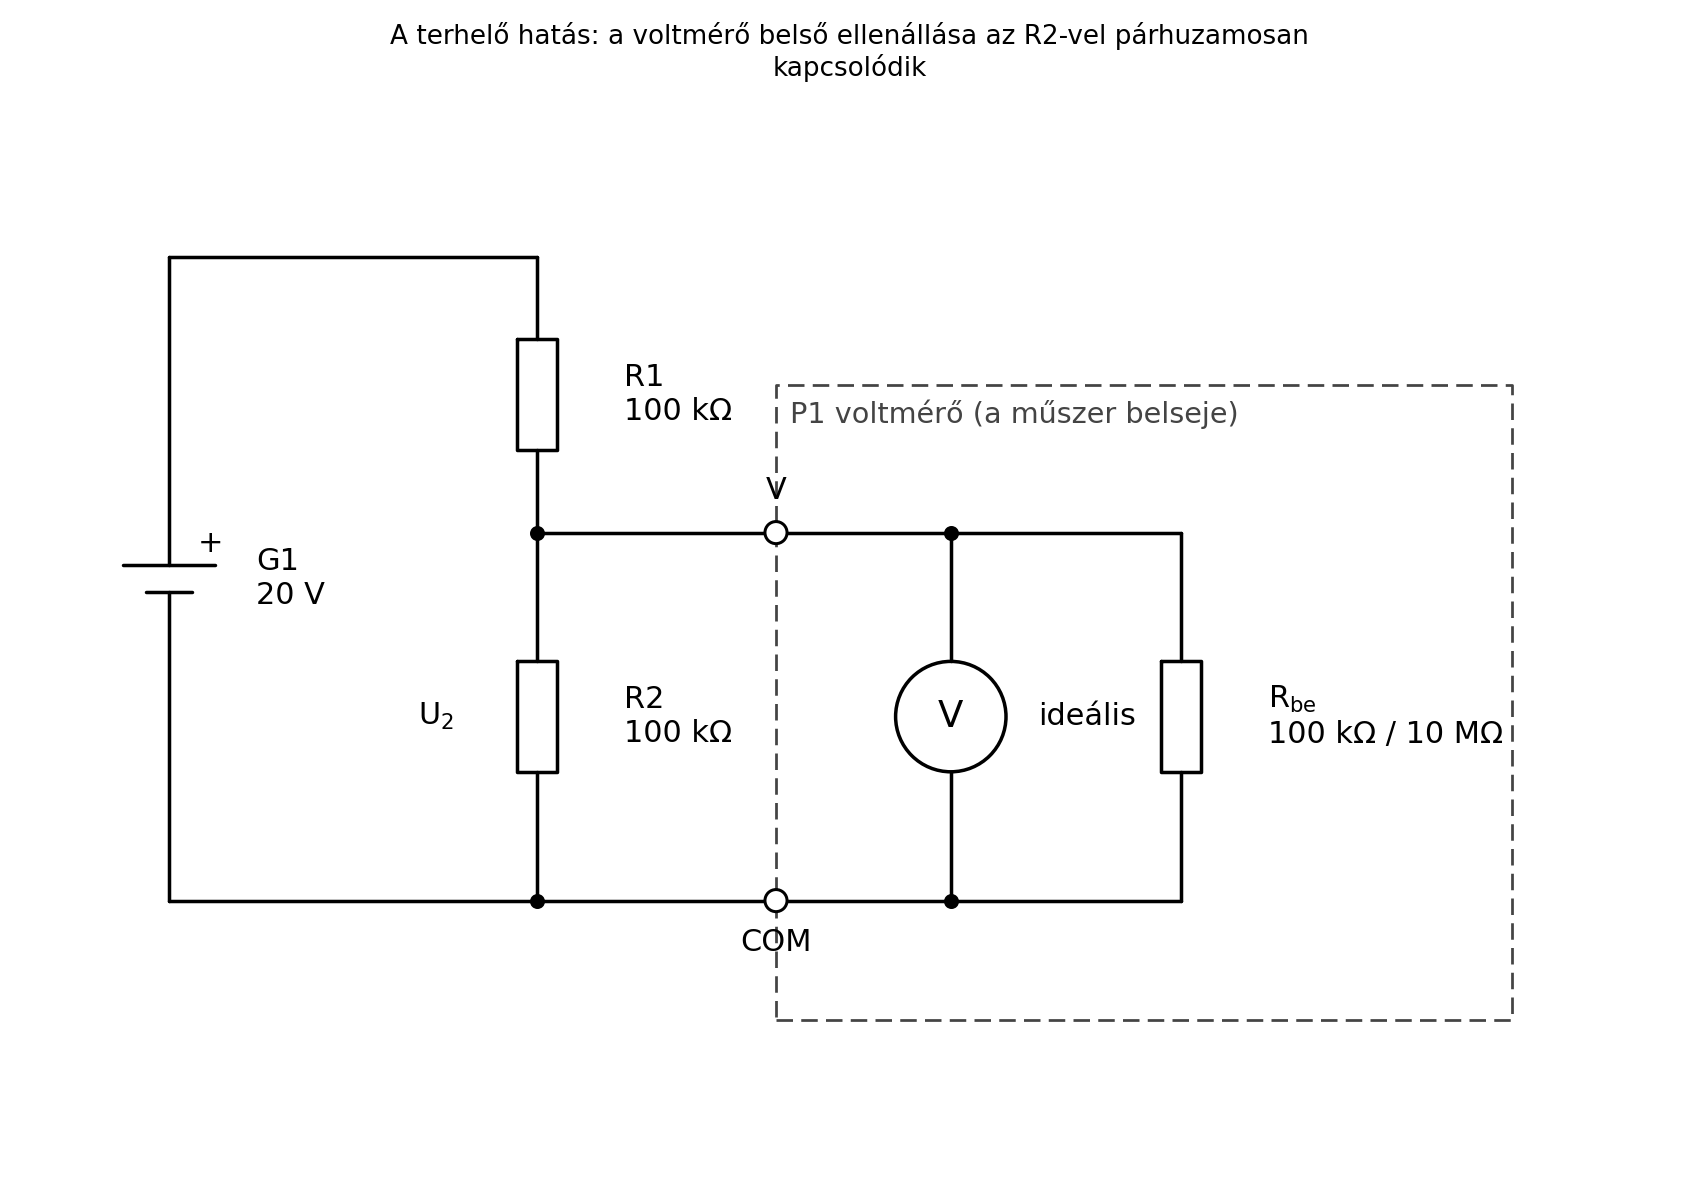 A terhelő hatás: a voltmérő belső ellenállása az R2-vel párhuzamosan
kapcsolódik
R1
100 kΩ
P1 voltmérő (a műszer belseje)
V
+
G1
20 V
U₂
R2
100 kΩ
V
ideális
R_be
100 kΩ / 10 MΩ
COM